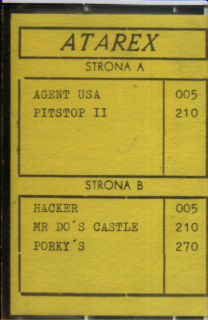 ATAREX
STRONA A
AGENT USA 005
PITSTOP II 210
STRONA B
HACKER 005
MR DO´S CASTLE 210
PORKY´S 270